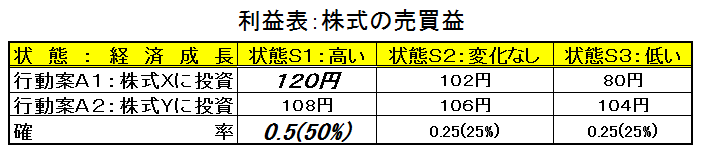 利益表：株式の売買益
状態：経済成長 状態S1：高い 状態S2：変化なし 状態S3：低い
行動案A1：株式Xに投資 120円 102円 80円
行動案A2：株式Yに投資 108円 106円 104円
確率 0.5(50%) 0.25(25%) 0.25(25%)